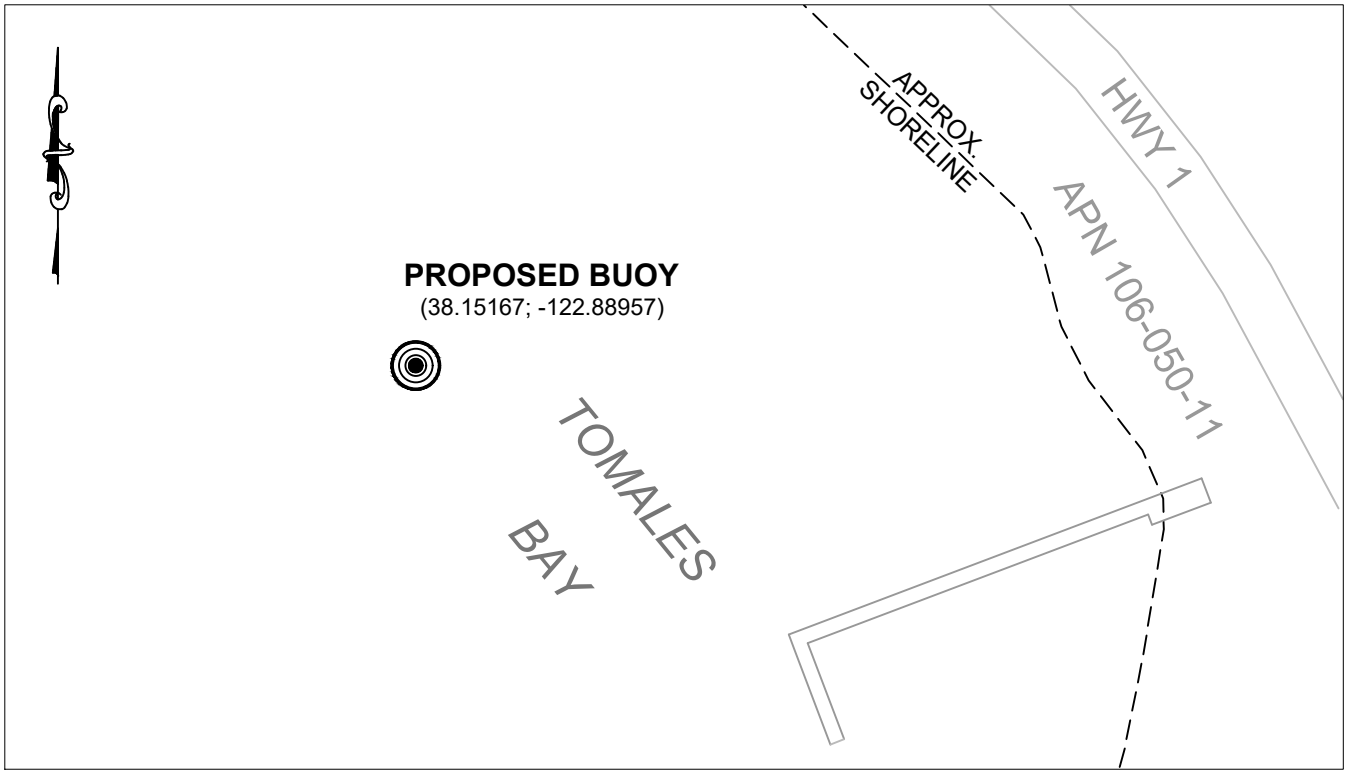 APPROX.
SHORELINE
HWY 1
APN 106-050-11
PROPOSED BUOY
(38.15167; -122.88957)
TOMALES
BAY